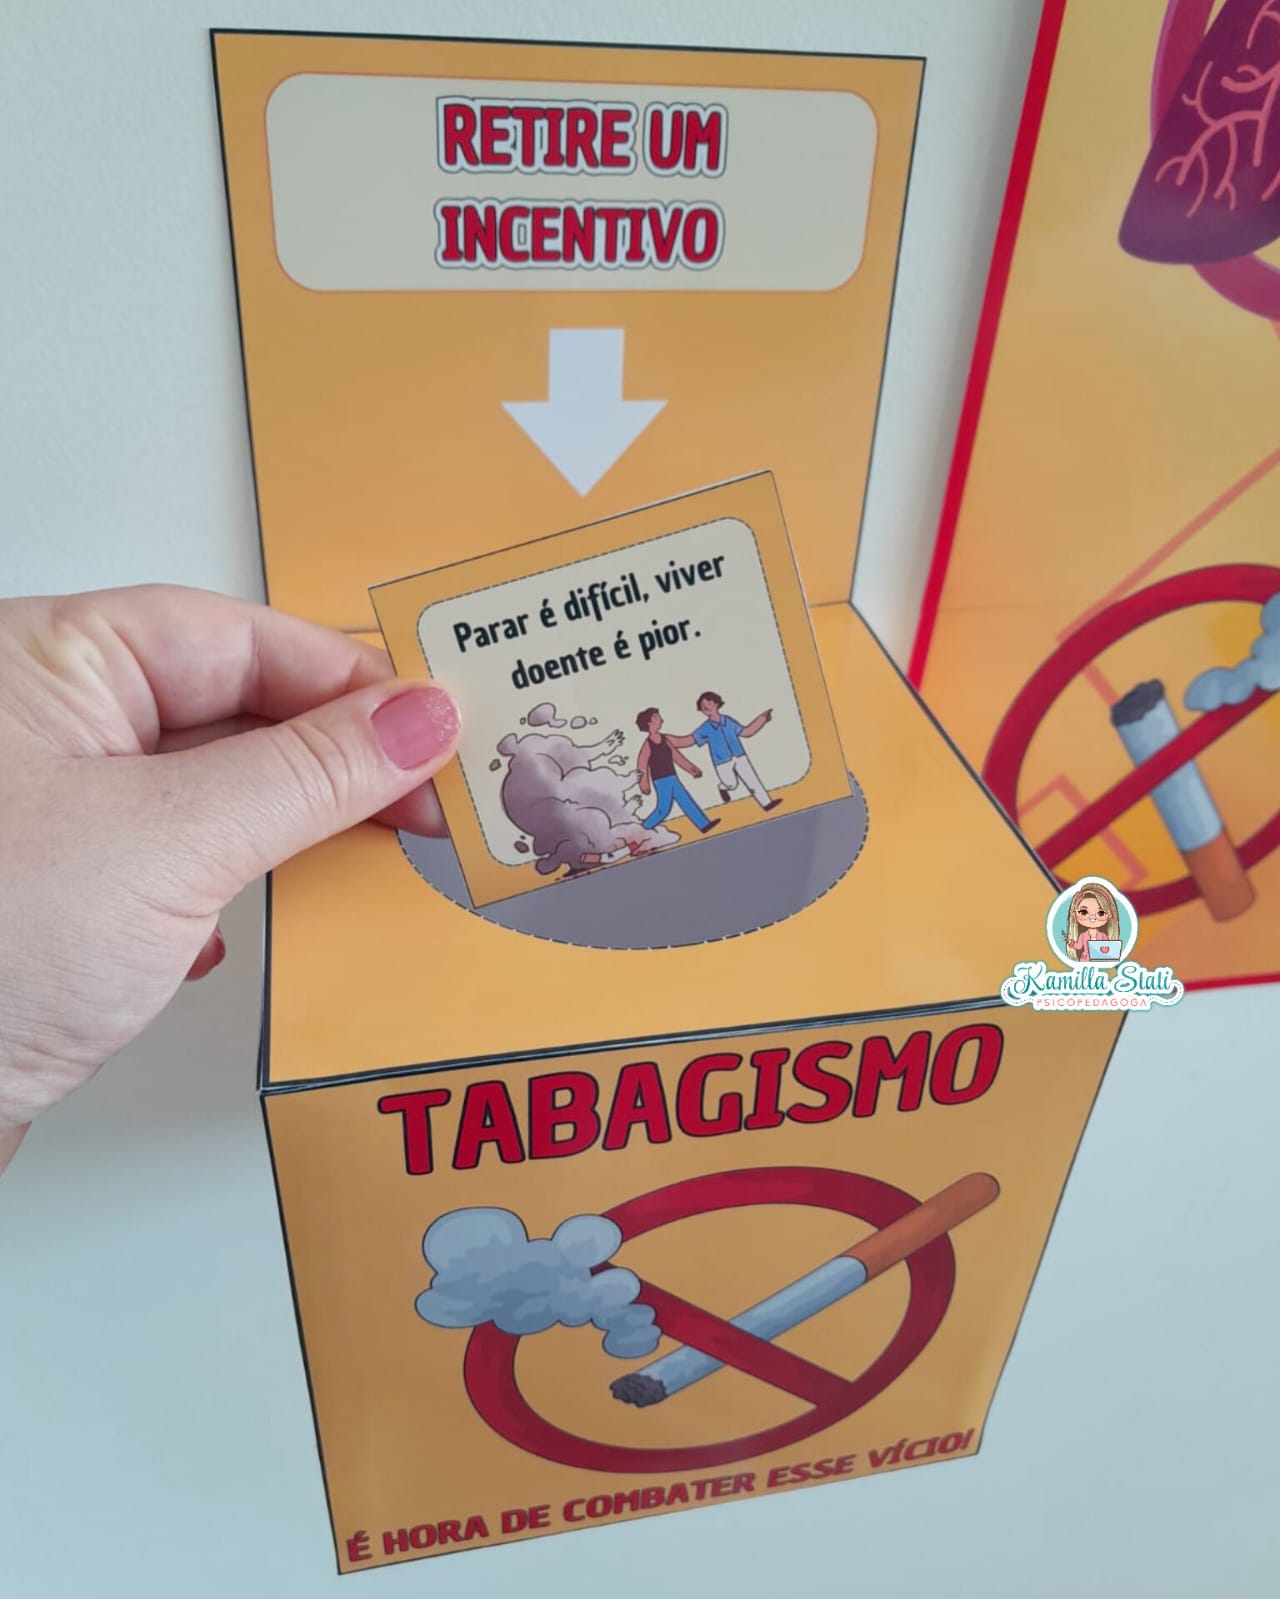 RETIRE UM
INCENTIVO
Parar é difícil, viver
doente é pior.
Kamilla Stati
PSICOPEDAGOGA
TABAGISMO
É HORA DE COMBATER ESSE VÍCIO!